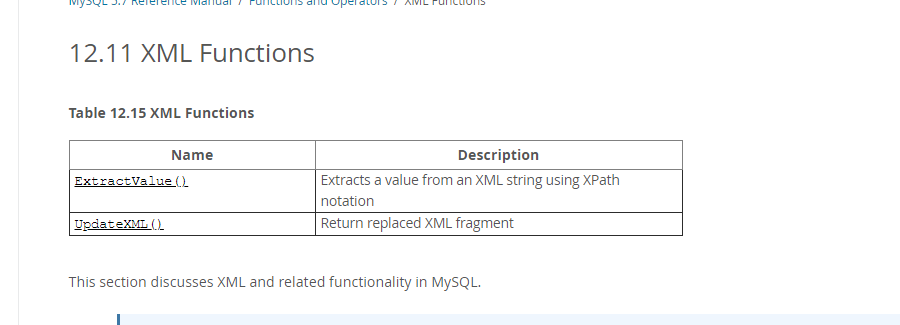 MySQL 5.7 Reference Manual / Functions and Operators / XML Functions
12.11 XML Functions
Table 12.15 XML Functions
Name Description
ExtractValue() Extracts a value from an XML string using XPath
notation
UpdateXML() Return replaced XML fragment
This section discusses XML and related functionality in MySQL.